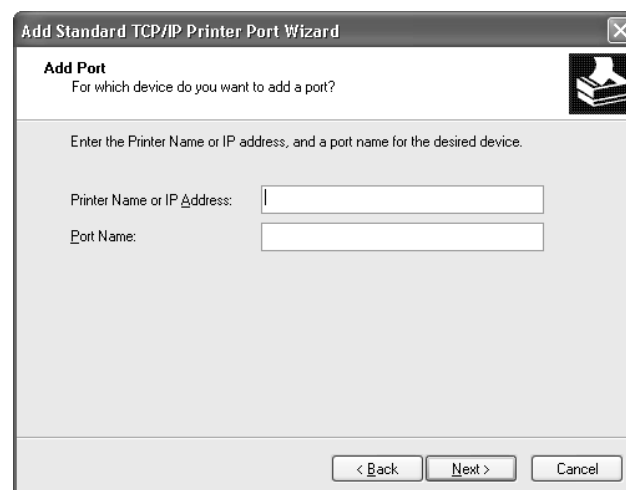 Add Standard TCP/IP Printer Port Wizard
Add Port
For which device do you want to add a port?
Enter the Printer Name or IP address, and a port name for the desired device.
Printer Name or IP Address:
Port Name:
< Back Next > Cancel